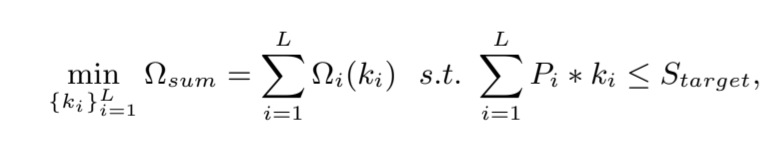 \min_{\{k_i\}_{i=1}^{L}} \Omega_{sum} = \sum_{i=1}^{L} \Omega_i(k_i) \ \ s.t. \ \sum_{i=1}^{L} P_i * k_i \leq S_{target},